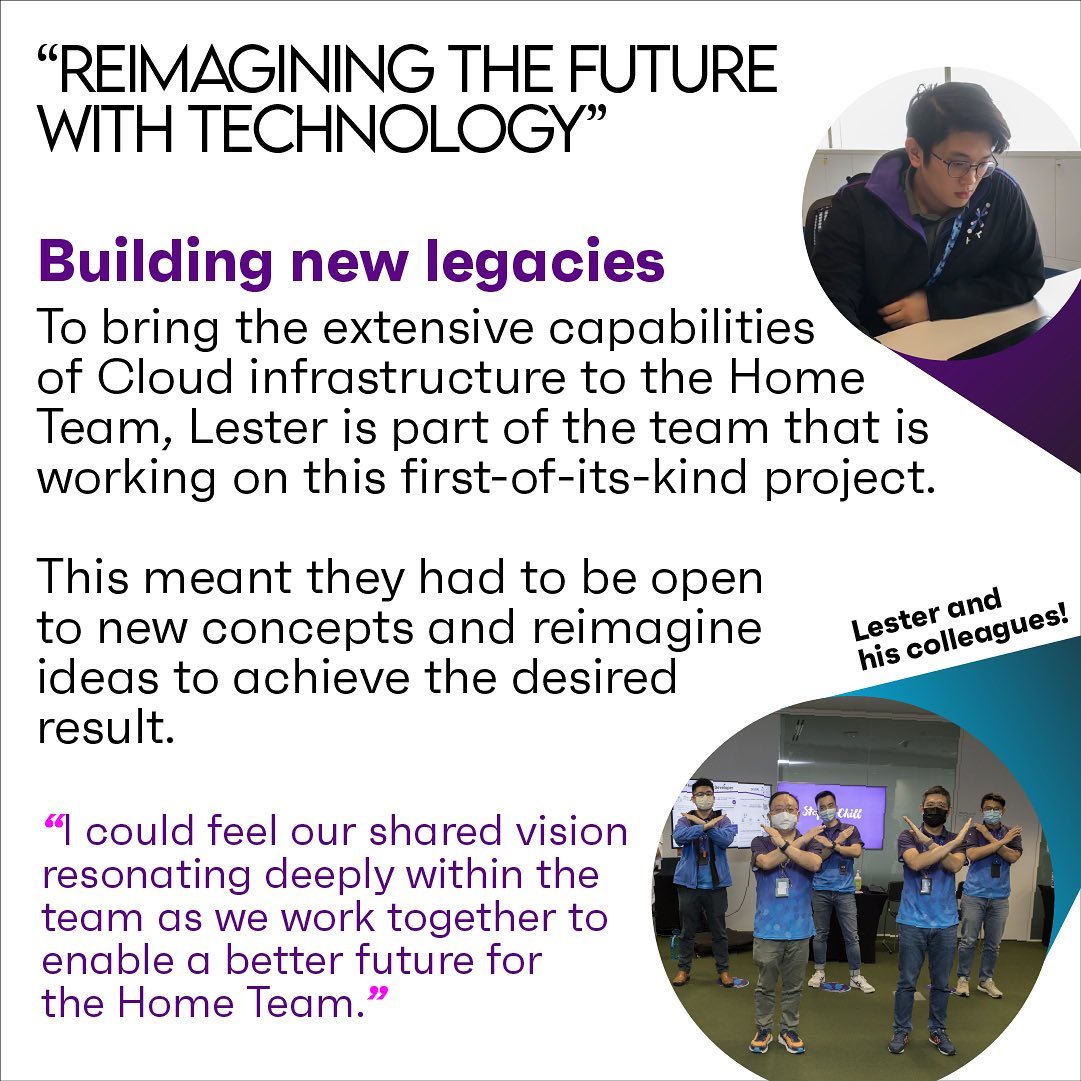 “REIMAGINING THE FUTURE
WITH TECHNOLOGY”
Building new legacies
To bring the extensive capabilities
of Cloud infrastructure to the Home
Team, Lester is part of the team that is
working on this first-of-its-kind project.
This meant they had to be open
to new concepts and reimagine
ideas to achieve the desired
result.
Lester and
his colleagues!
“I could feel our shared vision
resonating deeply within the
team as we work together to
enable a better future for
the Home Team.”
Chill